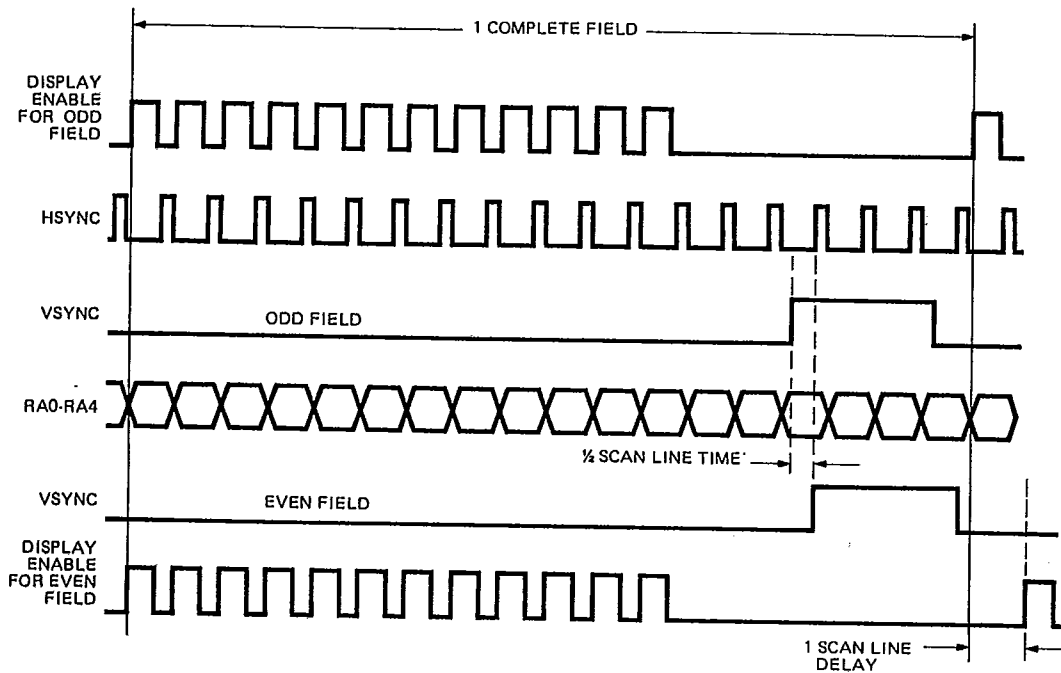 1 COMPLETE FIELD
DISPLAY
ENABLE
FOR ODD
FIELD
HSYNC
VSYNC
ODD FIELD
RA0-RA4
½ SCAN LINE TIME
VSYNC
EVEN FIELD
DISPLAY
ENABLE
FOR EVEN
FIELD
1 SCAN LINE
DELAY